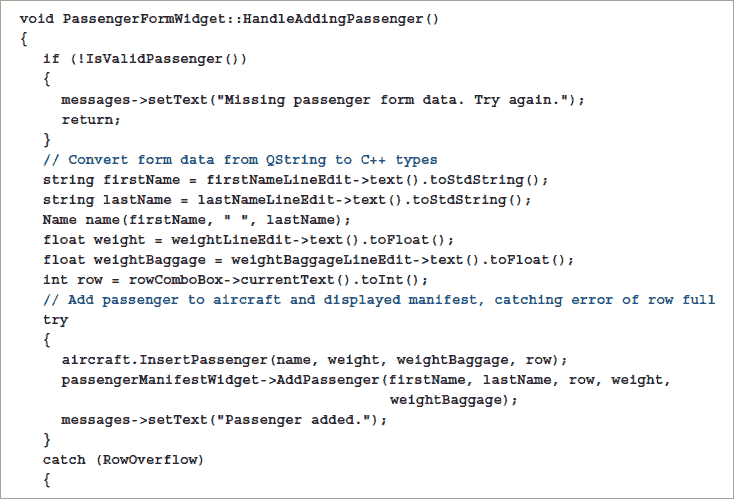 void PassengerFormWidget::HandleAddingPassenger()
{
if (!IsValidPassenger())
{
messages->setText("Missing passenger form data. Try again.");
return;
}
// Convert form data from QString to C++ types
string firstName = firstNameLineEdit->text().toStdString();
string lastName = lastNameLineEdit->text().toStdString();
Name name(firstName, " ", lastName);
float weight = weightLineEdit->text().toFloat();
float weightBaggage = weightBaggageLineEdit->text().toFloat();
int row = rowComboBox->currentText().toInt();
// Add passenger to aircraft and displayed manifest, catching error of row full
try
{
aircraft.InsertPassenger(name, weight, weightBaggage, row);
passengerManifestWidget->AddPassenger(firstName, lastName, row, weight,
weightBaggage);
messages->setText("Passenger added.");
}
catch (RowOverflow)
{